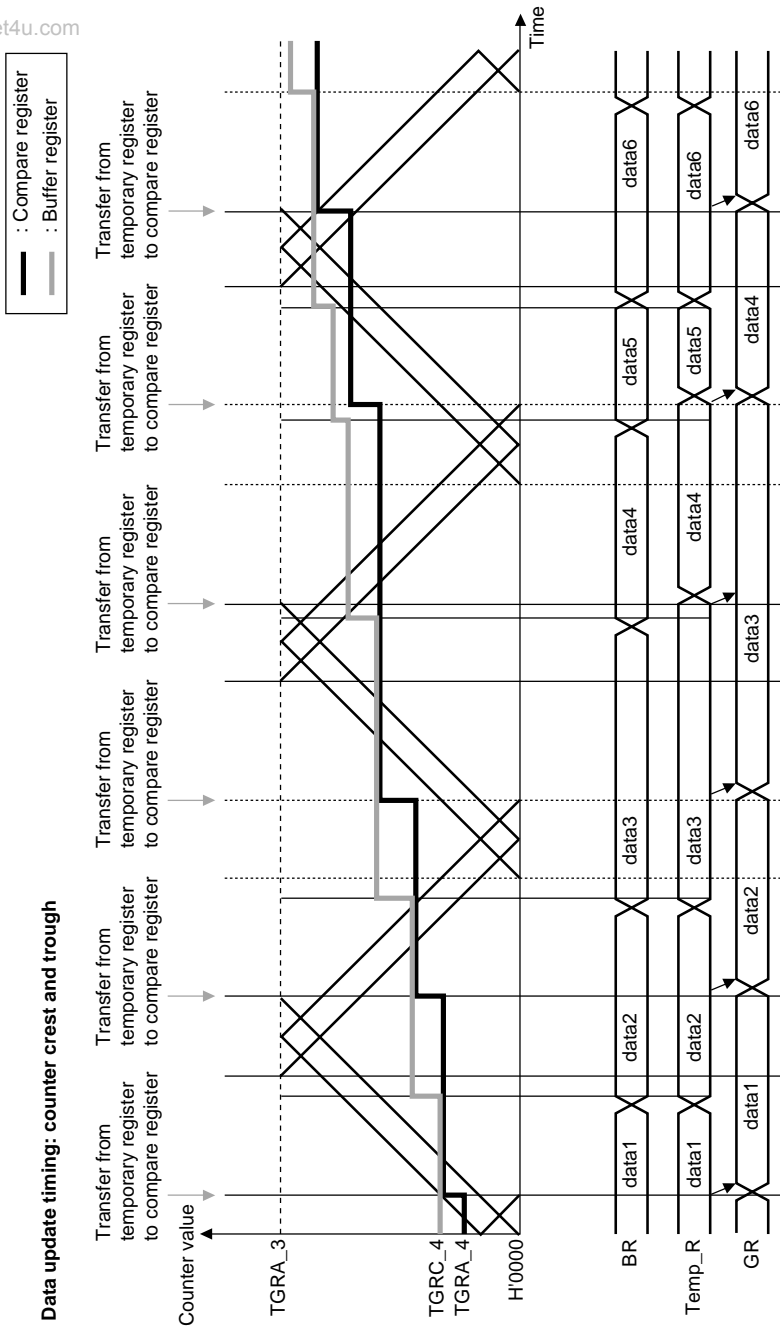 et4u.com
Data update timing: counter crest and trough
: Compare register
: Buffer register
Transfer from
temporary register
to compare register
Transfer from
temporary register
to compare register
Transfer from
temporary register
to compare register
Transfer from
temporary register
to compare register
Transfer from
temporary register
to compare register
Transfer from
temporary register
to compare register
Counter value
TGRA_3
TGRC_4
TGRA_4
H'0000
Time
BR
data1
data2
data3
data4
data5
data6
Temp_R
data1
data2
data3
data4
data5
data6
GR
data1
data2
data3
data4
data6